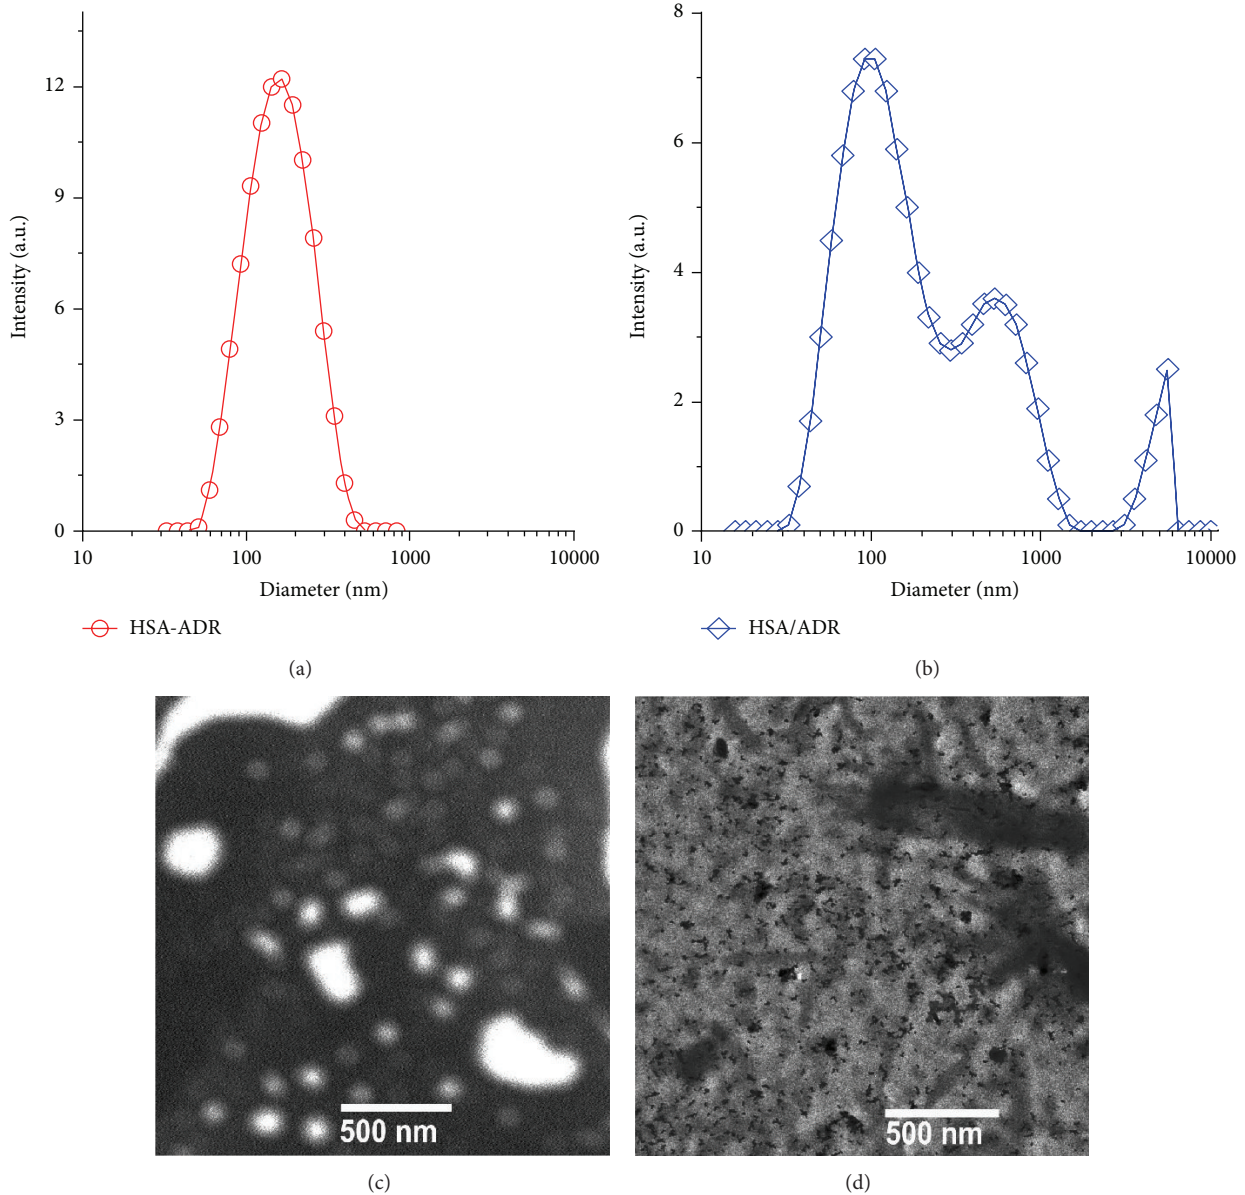 12
9
6
3
0
Intensity (a.u.)
10
100
1000
10000
Diameter (nm)
HSA-ADR
(a)
8
6
4
2
0
Intensity (a.u.)
10
100
1000
10000
Diameter (nm)
HSA/ADR
(b)
500 nm
(c)
500 nm
(d)